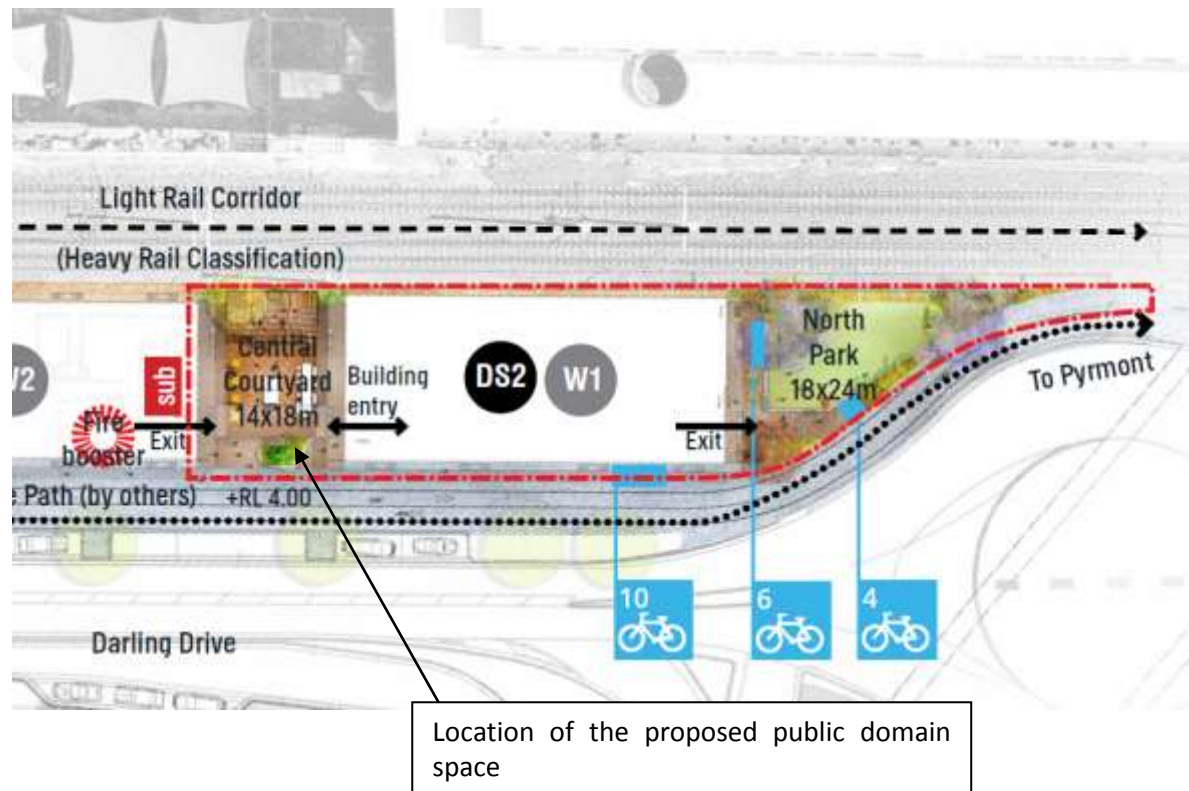 Light Rail Corridor
(Heavy Rail Classification)
Central
Courtyard
14x18m
Building
entry
DS2
W1
North
Park
18x24m
To Pyrmont
sub
Fire
booster
Exit
Exit
Path (by others)
+RL 4.00
10
6
4
Darling Drive
Location of the proposed public domain
space